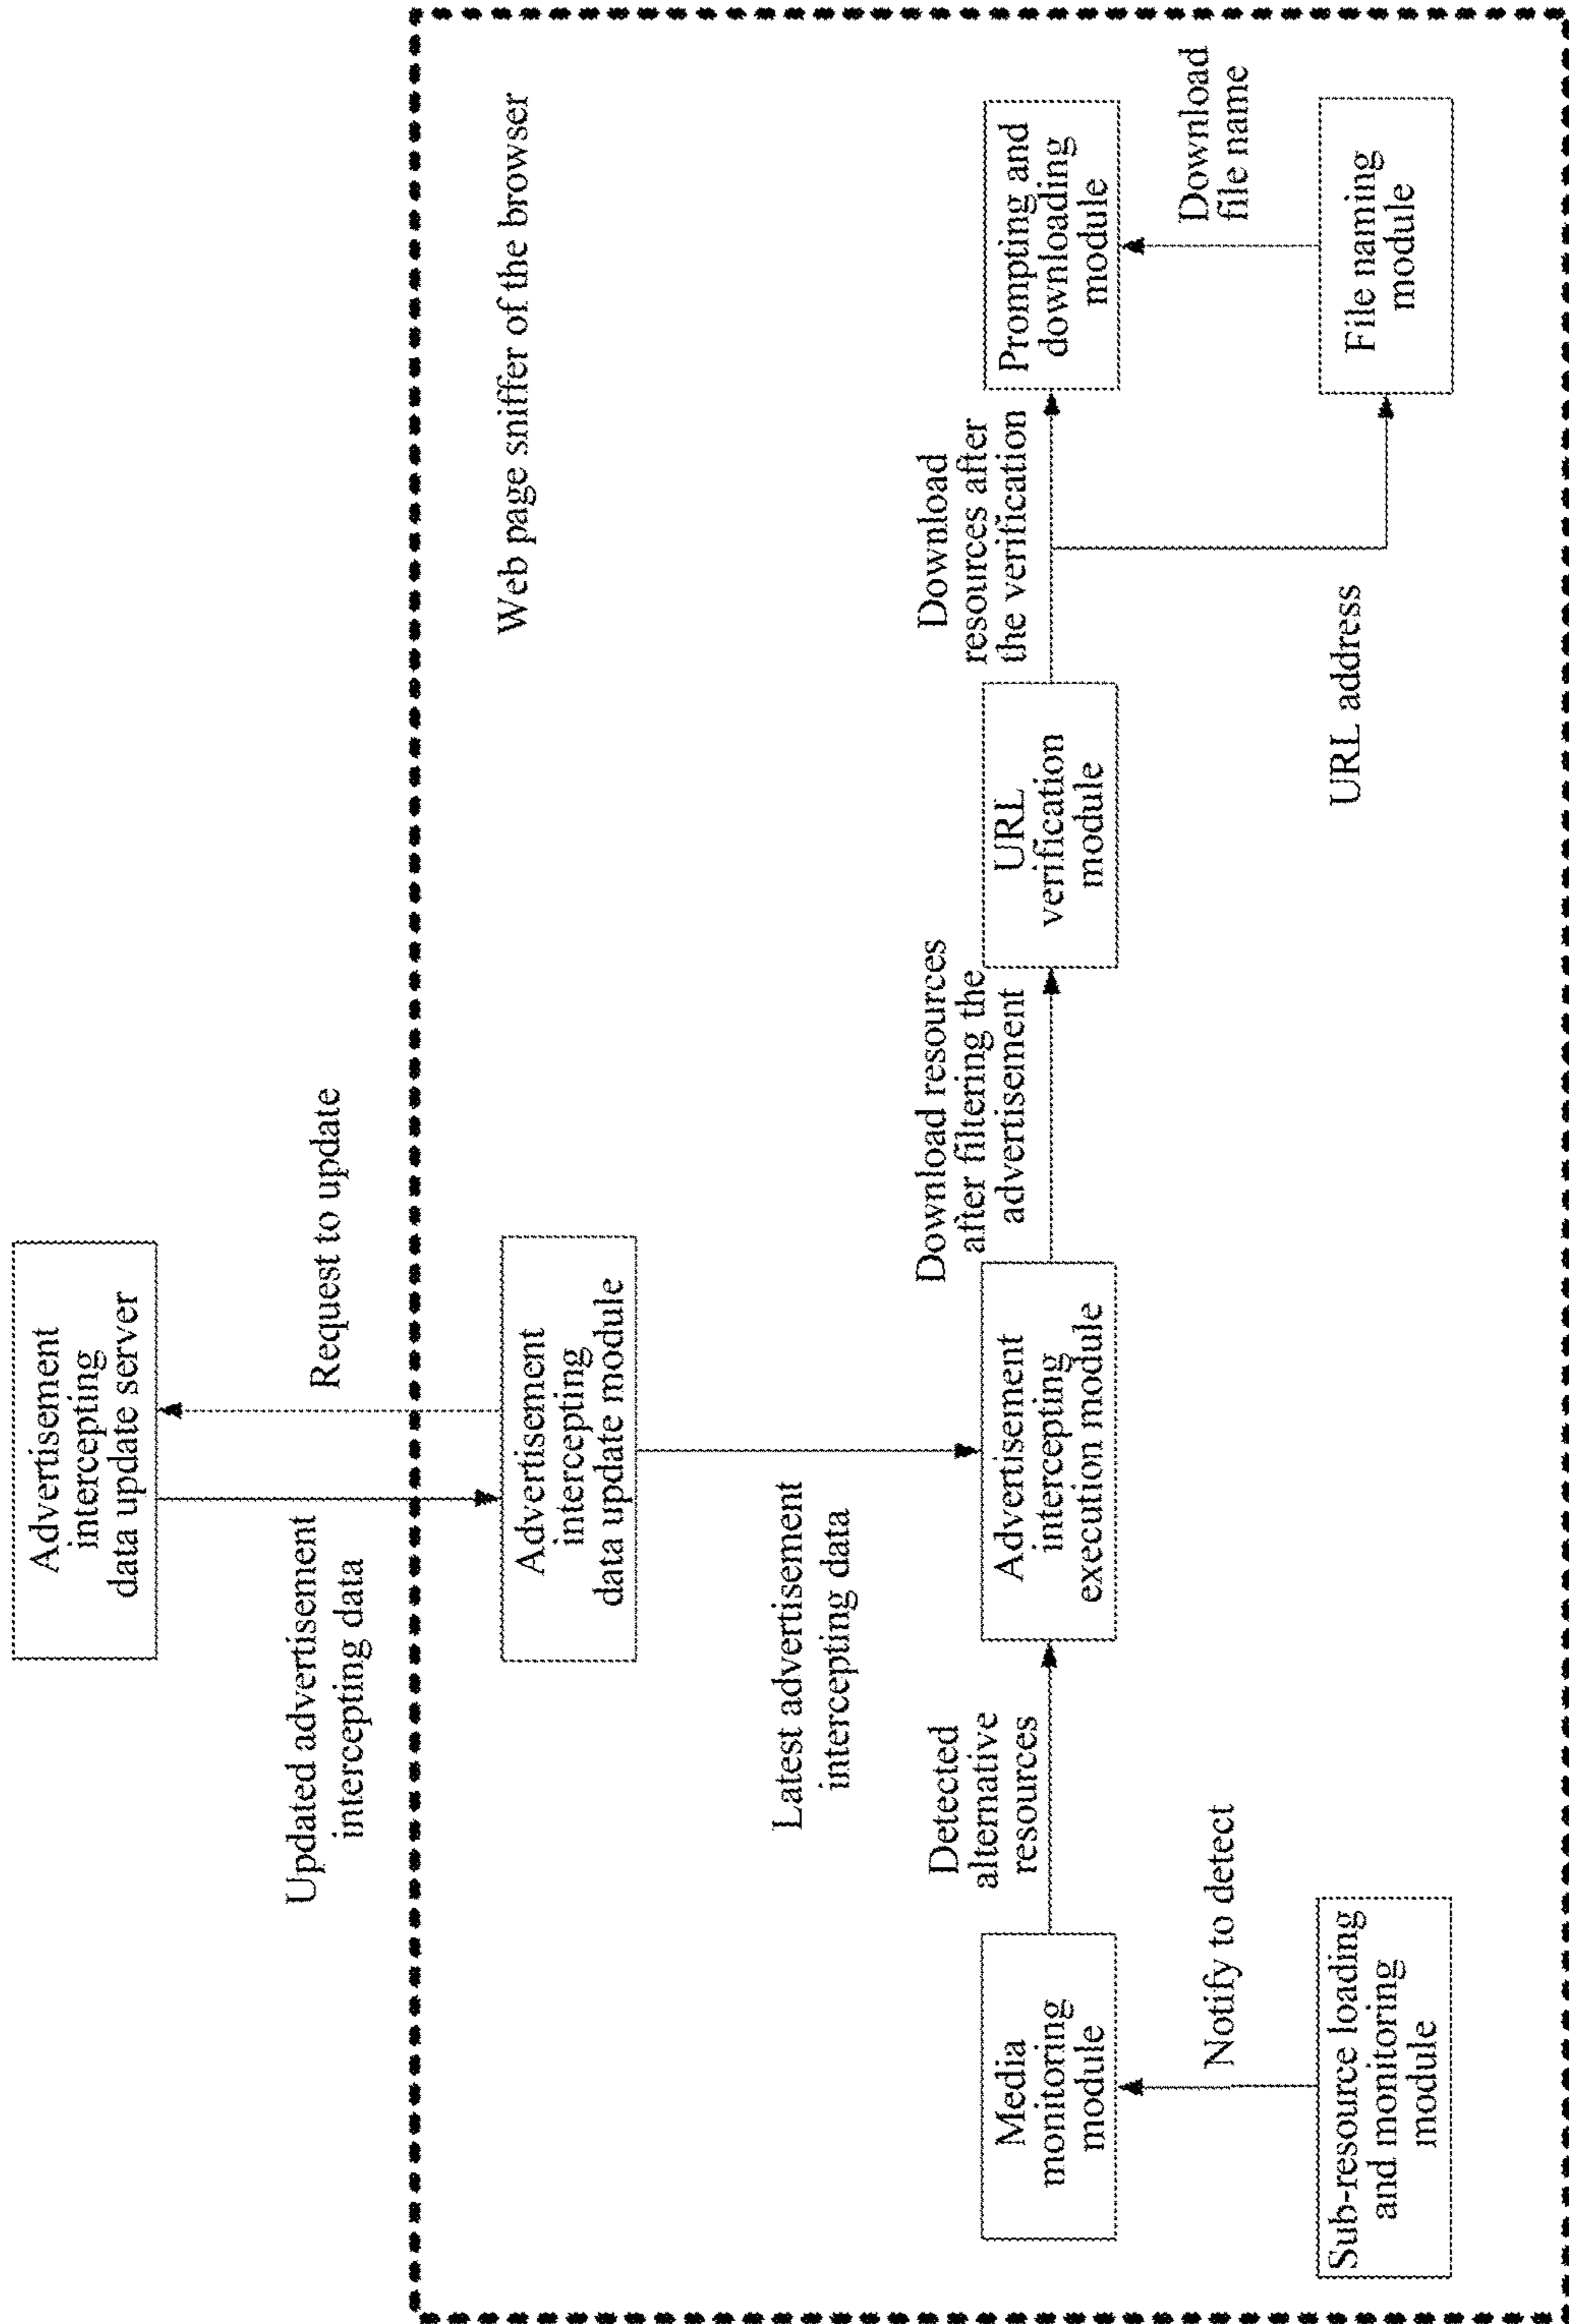 Advertisement
intercepting
data update server
Updated advertisement
intercepting data
Request to update
Web page sniffer of the browser
Advertisement
intercepting
data update module
Latest advertisement
intercepting data
Detected
alternative
resources
Download resources
after filtering the
advertisement
Download
resources after
the verification
Media
monitoring
module
Advertisement
intercepting
execution module
URL
verification
module
Prompting and
downloading
module
Notify to detect
Download
file name
URL address
Sub-resource loading
and monitoring
module
File naming
module